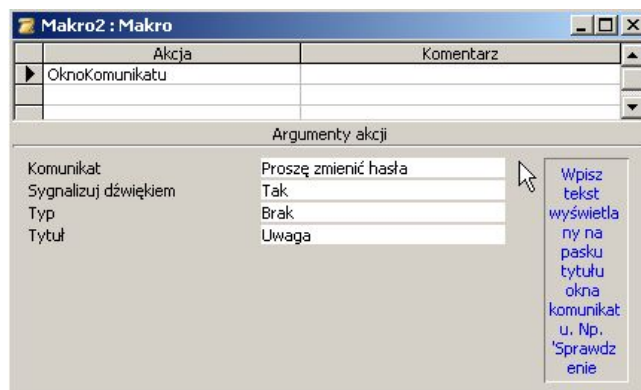 Makro2 : Makro
Akcja Komentarz
OknoKomunikatu
Argumenty akcji
Komunikat Proszę zmienić hasła
Sygnalizuj dźwiękiem Tak
Typ Brak
Tytuł Uwaga
Wpisz
tekst
wyświetla
ny na
pasku
tytułu
okna
komunikat
u. Np.
'Sprawdz
enie